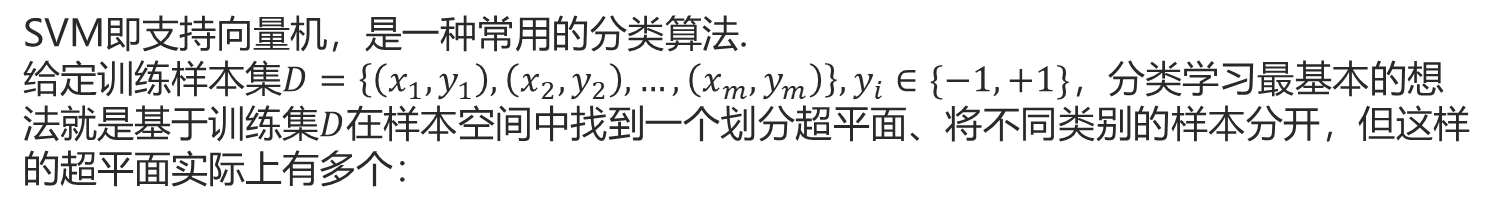 SVM即支持向量机，是一种常用的分类算法.
给定训练样本集𝐷 = {(𝑥₁, 𝑦₁), (𝑥₂, 𝑦₂), … , (𝑥ₘ, 𝑦ₘ)}, 𝑦ᵢ ∈ {−1, +1}，分类学习最基本的想
法就是基于训练集𝐷在样本空间中找到一个划分超平面、将不同类别的样本分开，但这样
的超平面实际上有多个：